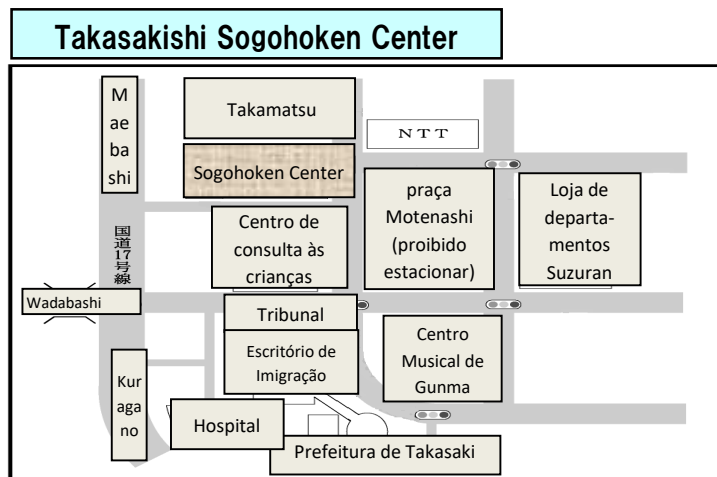 Takasakishi Sogohoken Center
M
ae
ba
shi
Takamatsu
NTT
Sogohoken Center
praça
Motenashi
(proibido
estacionar)
Loja de
departa-
mentos
Suzuran
Centro de
consulta às
crianças
国道17号線
Wadabashi
Tribunal
Escritório de
Imigração
Centro
Musical de
Gunma
Kur
aga
no
Hospital
Prefeitura de Takasaki